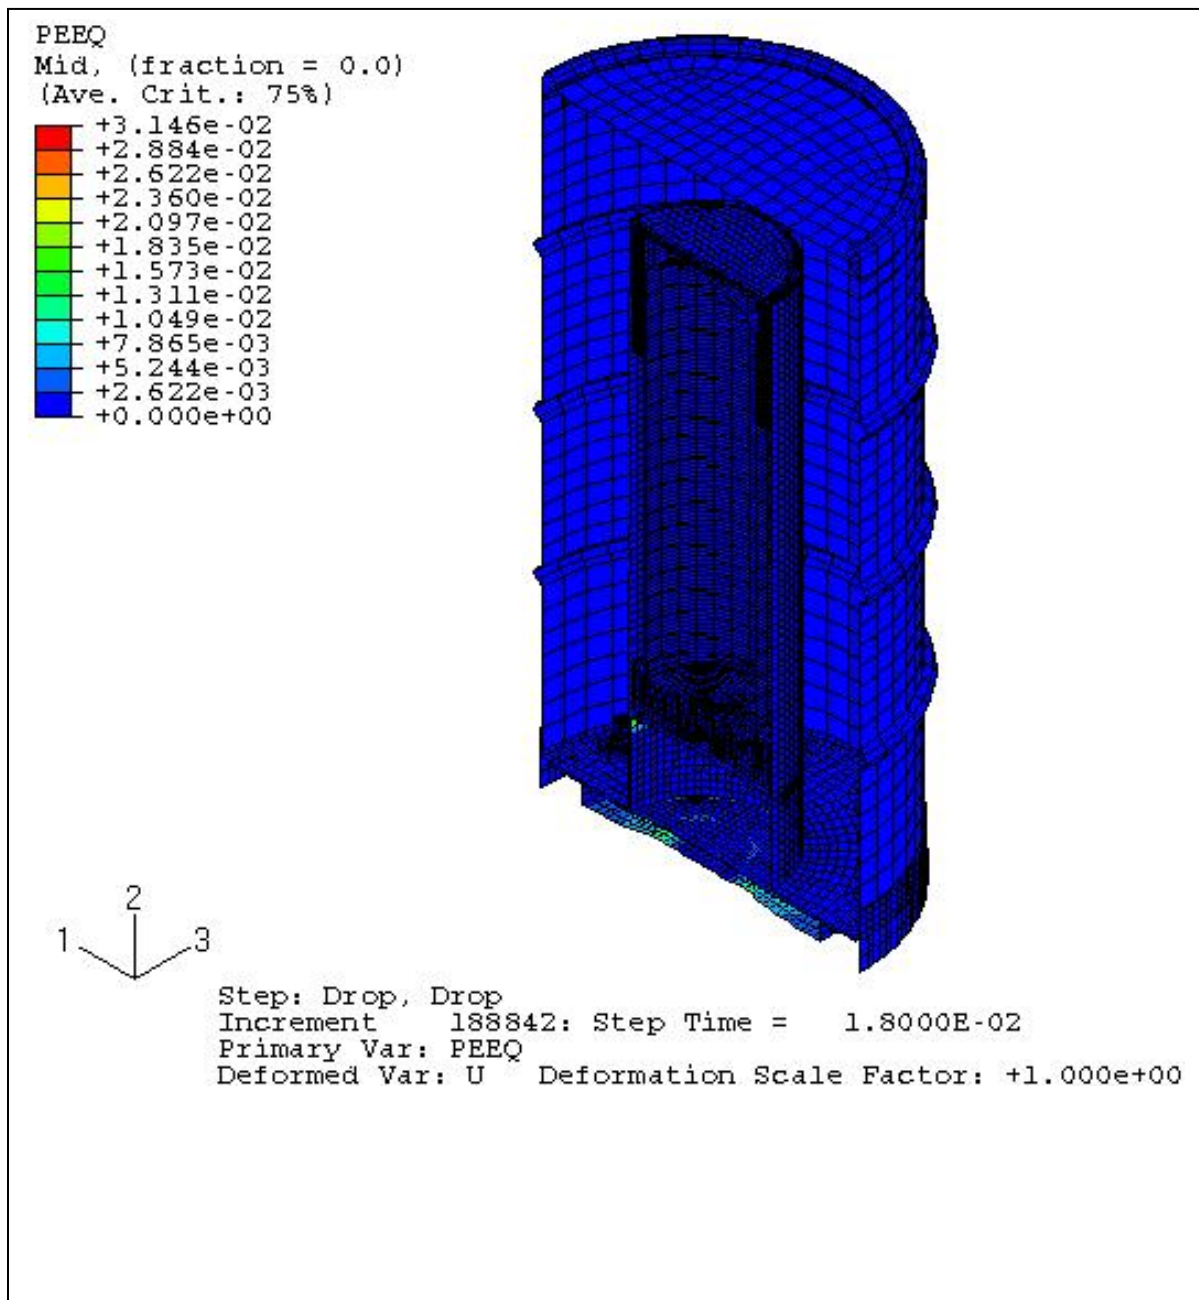 PEEQ
Mid, (fraction = 0.0)
(Ave. Crit.: 75%)
+3.146e-02
+2.884e-02
+2.622e-02
+2.360e-02
+2.097e-02
+1.835e-02
+1.573e-02
+1.311e-02
+1.049e-02
+7.865e-03
+5.244e-03
+2.622e-03
+0.000e+00
2
1
3
Step: Drop, Drop
Increment 188842: Step Time = 1.8000E-02
Primary Var: PEEQ
Deformed Var: U Deformation Scale Factor: +1.000e+00